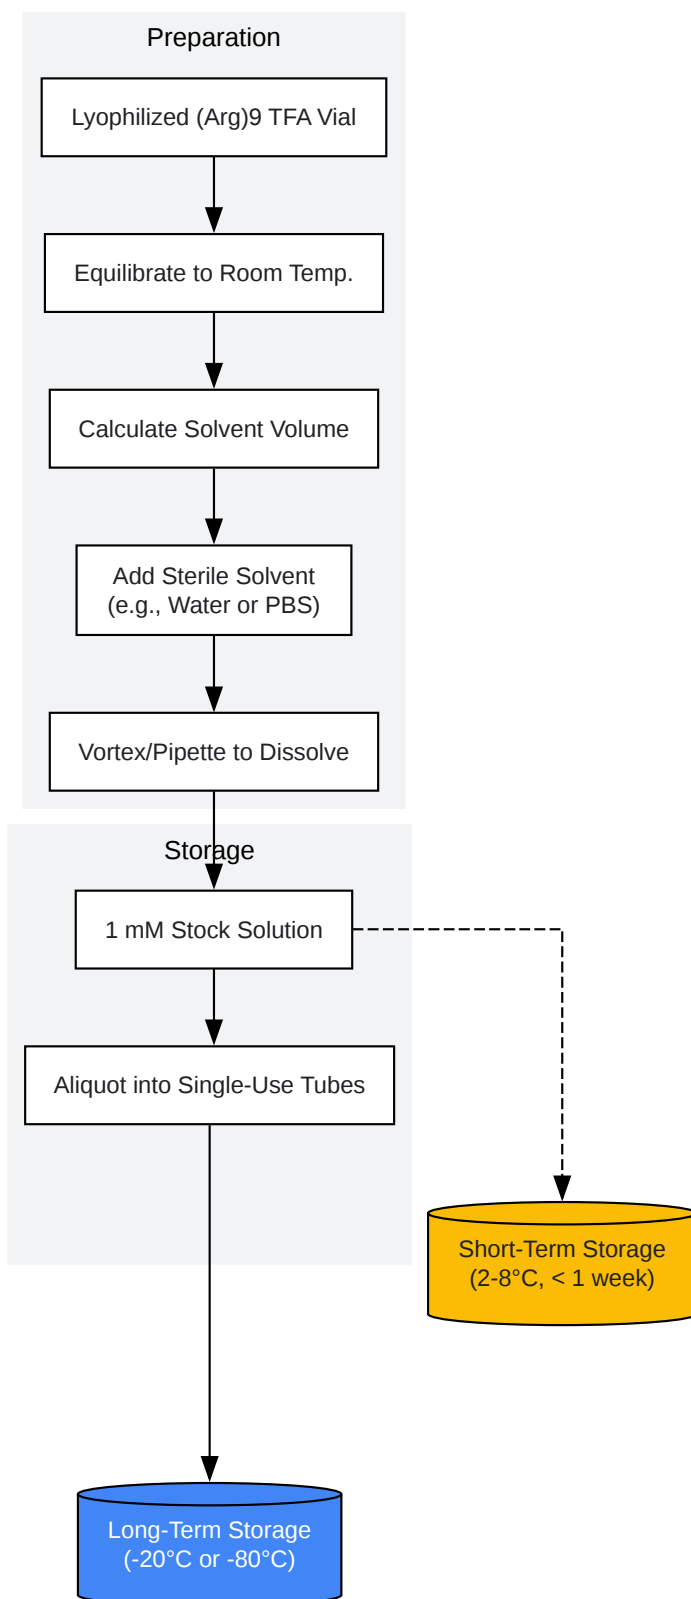 Preparation
Lyophilized (Arg)9 TFA Vial
Equilibrate to Room Temp.
Calculate Solvent Volume
Add Sterile Solvent
(e.g., Water or PBS)
Vortex/Pipette to Dissolve
Storage
1 mM Stock Solution
Aliquot into Single-Use Tubes
Short-Term Storage
(2-8°C, < 1 week)
Long-Term Storage
(-20°C or -80°C)